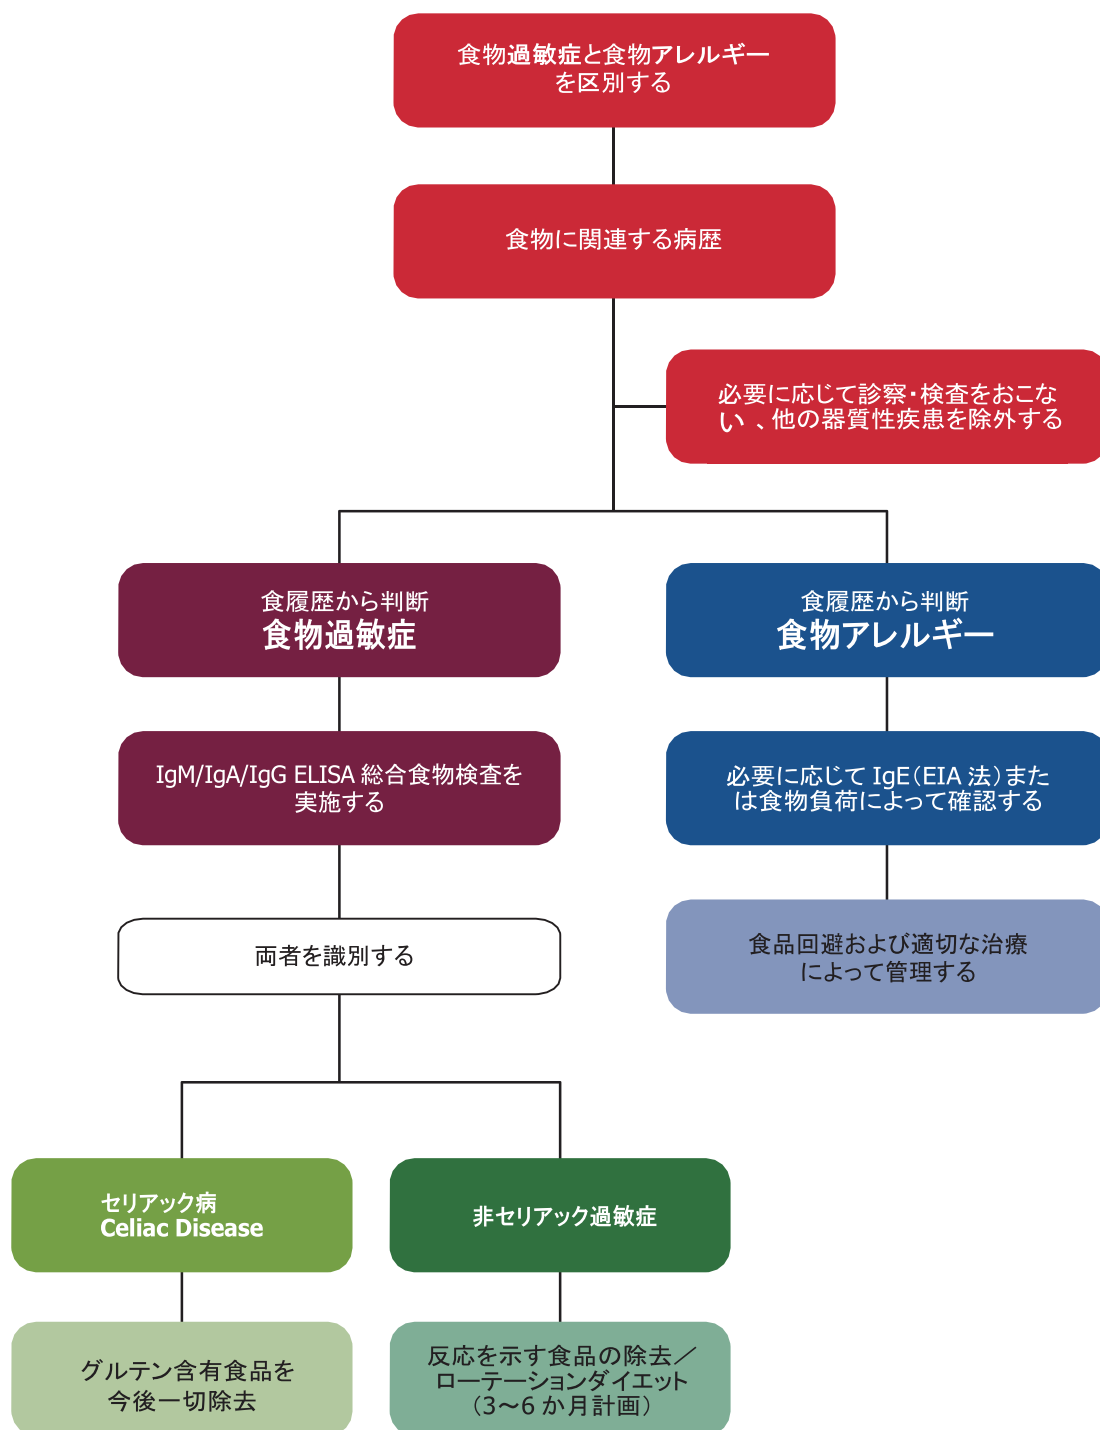 食物過敏症と食物アレルギー
を区別する
食物に関連する病歴
必要に応じて診察・検査をおこな
い 、他の器質性疾患を除外する
食履歴から判断
食物過敏症
食履歴から判断
食物アレルギー
IgM/IgA/IgG ELISA 総合食物検査を
実施する
必要に応じて IgE（EIA 法）また
は食物負荷によって確認する
両者を識別する
食品回避および適切な治療
によって管理する
セリアック病
Celiac Disease
非セリアック過敏症
グルテン含有食品を
今後一切除去
反応を示す食品の除去／
ローテーションダイエット
（3～6 か月計画）